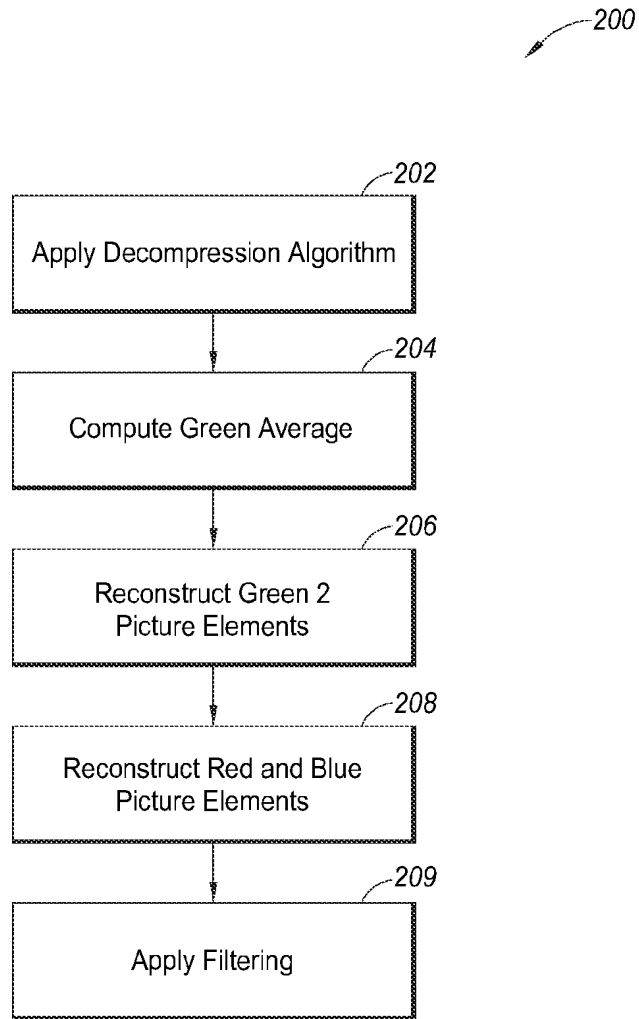 200
202
Apply Decompression Algorithm
204
Compute Green Average
206
Reconstruct Green 2
Picture Elements
208
Reconstruct Red and Blue
Picture Elements
209
Apply Filtering